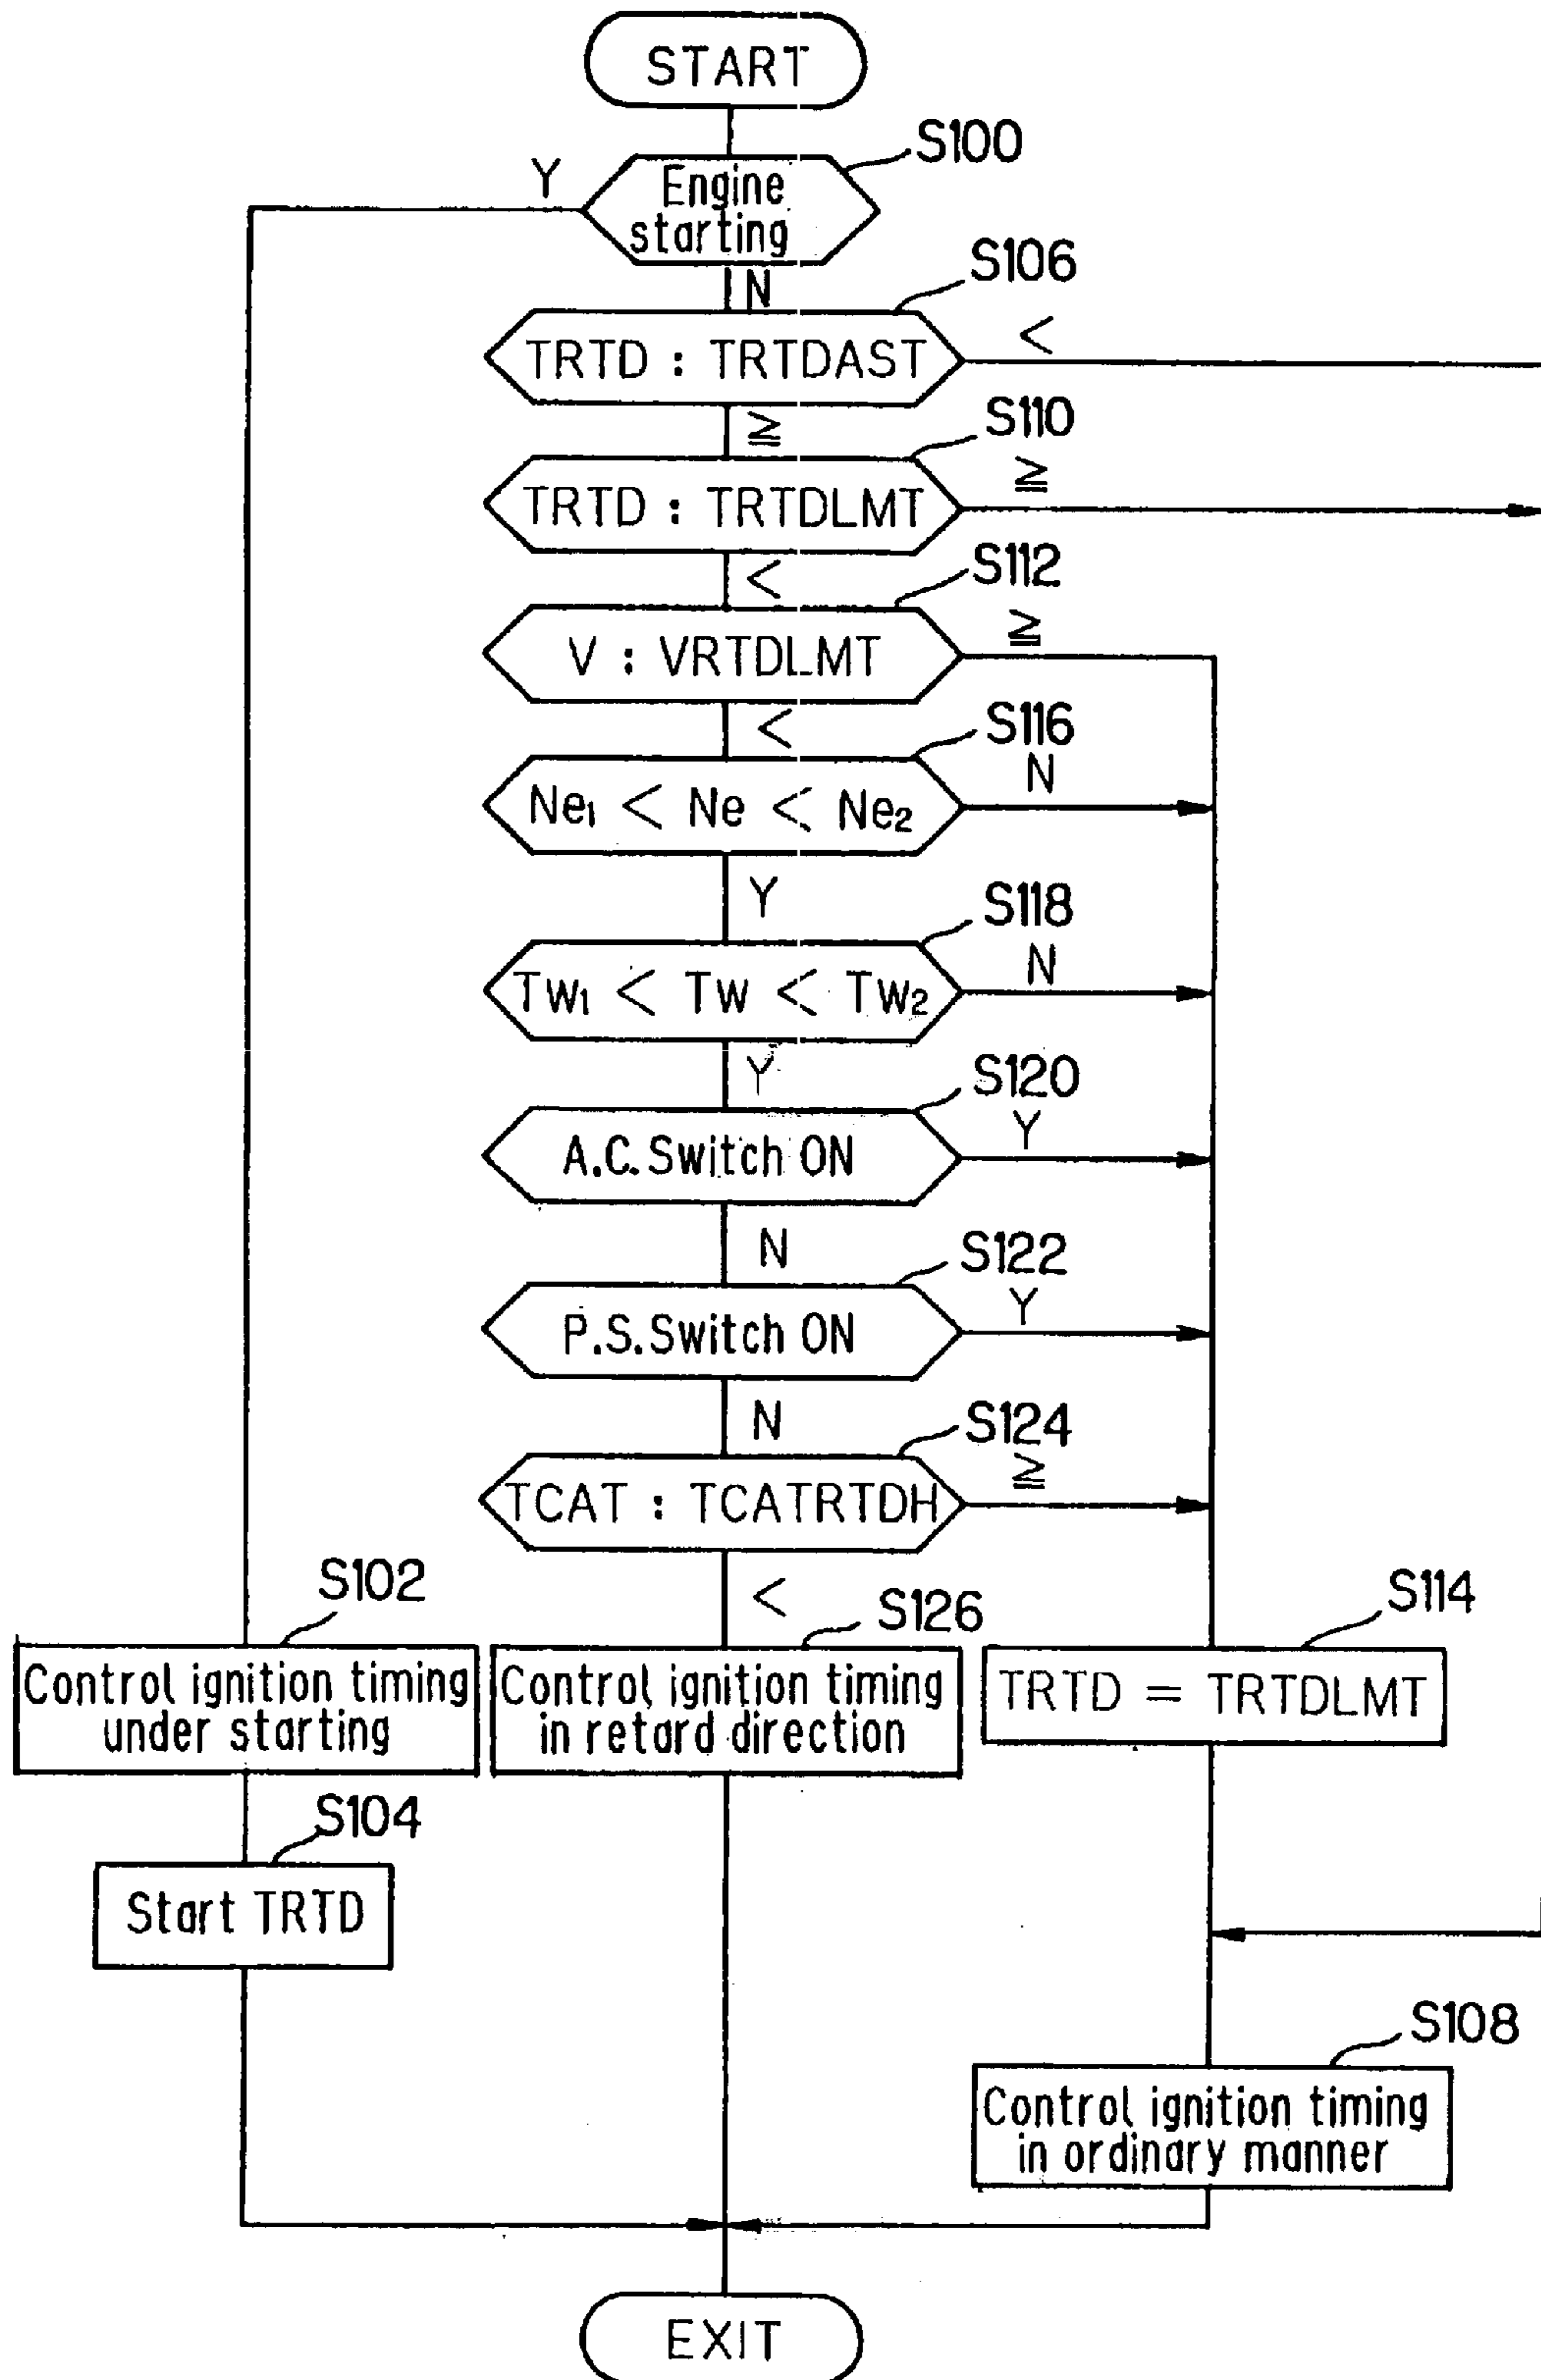 START
S100
Y
Engine
starting
N
S106
TRTD : TRTDAST
<
≧
S110
TRTD : TRTDLMT
≧
<
S112
V : VRTDLMT
≧
<
S116
Ne1 < Ne < Ne2
N
Y
S118
Tw1 < Tw < Tw2
N
Y
S120
A.C. Switch ON
Y
N
S122
P.S. Switch ON
Y
N
S124
TCAT : TCATRTDH
≧
<
S102
Control ignition timing
under starting
S126
Control ignition timing
in retard direction
S114
TRTD = TRTDLMT
S104
Start TRTD
S108
Control ignition timing
in ordinary manner
EXIT